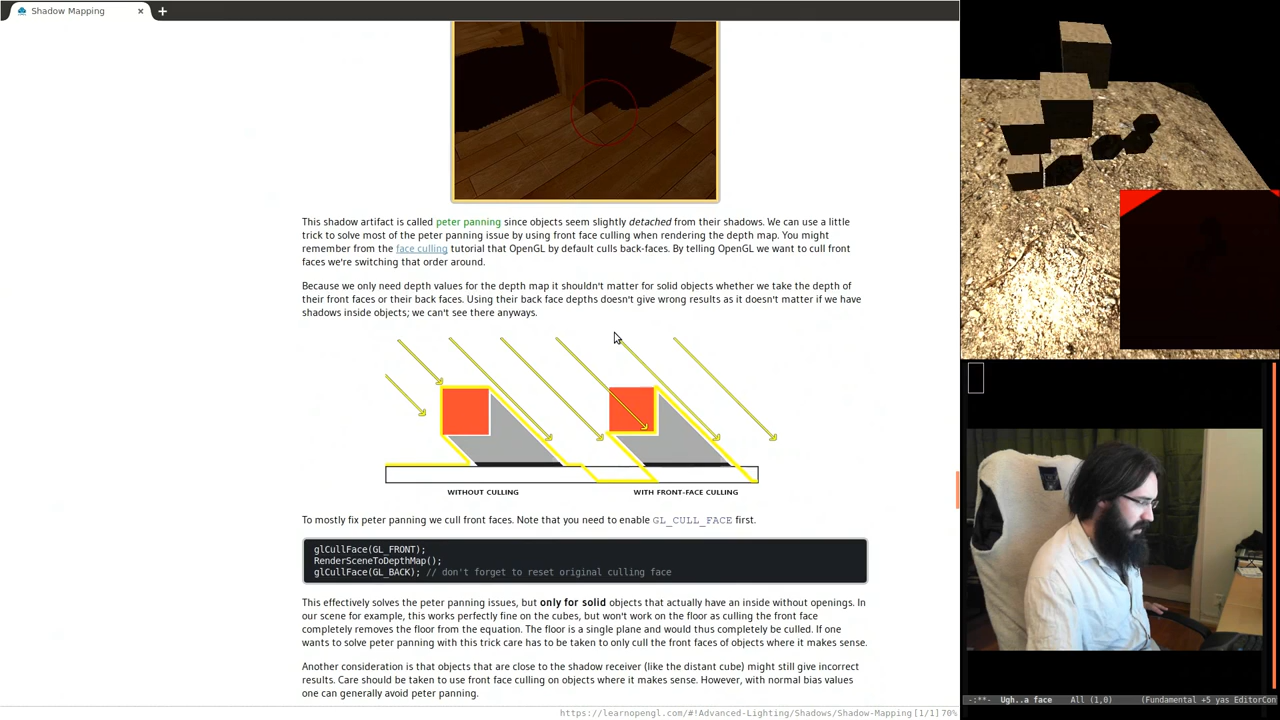 Shadow Mapping
This shadow artifact is called peter panning since objects seem slightly detached from their shadows. We can use a little
trick to solve most of the peter panning issue by using front face culling when rendering the depth map. You might
remember from the face culling tutorial that OpenGL by default culls back-faces. By telling OpenGL we want to cull front
faces we're switching that order around.
Because we only need depth values for the depth map it shouldn't matter for solid objects whether we take the depth of
their front faces or their back faces. Using their back face depths doesn't give wrong results as it doesn't matter if we have
shadows inside objects; we can't see there anyways.
WITHOUT CULLING
WITH FRONT-FACE CULLING
To mostly fix peter panning we cull front faces. Note that you need to enable GL_CULL_FACE first.
glCullFace(GL_FRONT);
RenderSceneToDepthMap();
glCullFace(GL_BACK); // don't forget to reset original culling face
This effectively solves the peter panning issues, but only for solid objects that actually have an inside without openings. In
our scene for example, this works perfectly fine on the cubes, but won't work on the floor as culling the front face
completely removes the floor from the equation. The floor is a single plane and would thus completely be culled. If one
wants to solve peter panning with this trick care has to be taken to only cull the front faces of objects where it makes sense.
Another consideration is that objects that are close to the shadow receiver (like the distant cube) might still give incorrect
results. Care should be taken to use front face culling on objects where it makes sense. However, with normal bias values
one can generally avoid peter panning.
https://learnopengl.com/#!Advanced-Lighting/Shadows/Shadow-Mapping [1/1] 70%
-:**- Ugh..a face All (1,0) (Fundamental +5 yas EditorCon